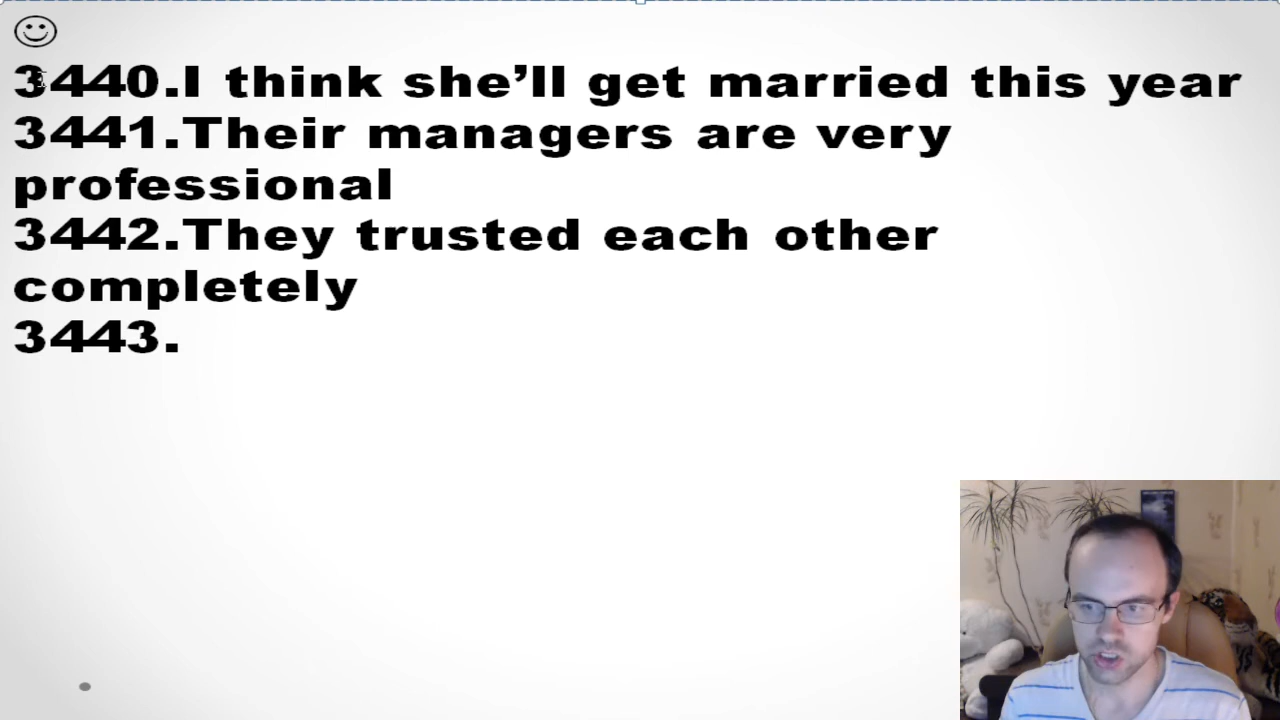 3440.I think she’ll get married this year
3441.Their managers are very
professional
3442.They trusted each other
completely
3443.